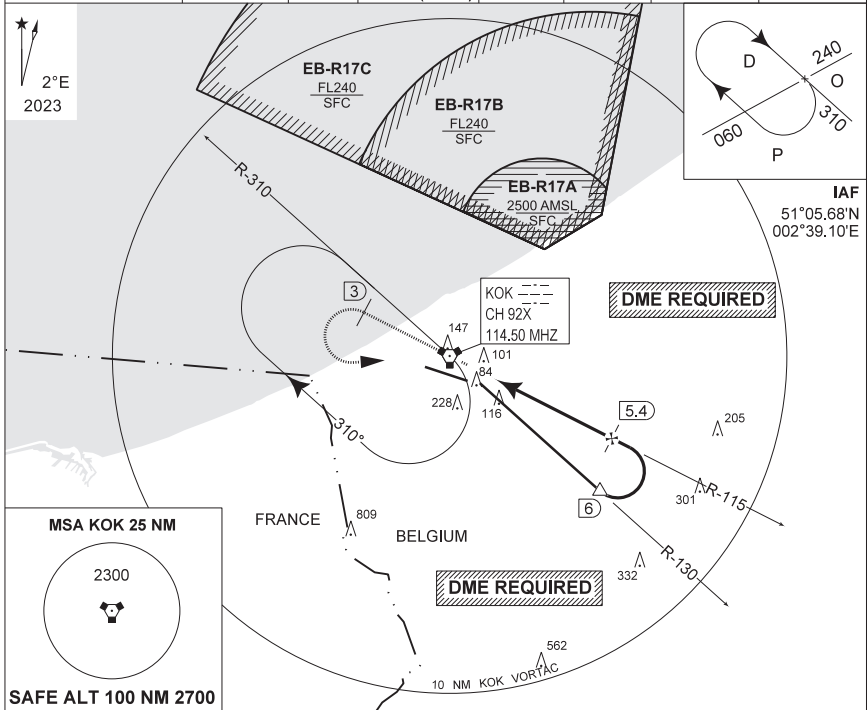 2°E
2023
EB-R17C
FL240
SFC
EB-R17B
FL240
SFC
EB-R17A
2500 AMSL
SFC
D
240
O
060
310
P
IAF
51°05.68'N
002°39.10'E
R-310
3
KOK
CH 92X
114.50 MHZ
DME REQUIRED
147
101
84
228
116
5.4
205
310°
301
R-115
6
FRANCE
809
BELGIUM
R-130
332
DME REQUIRED
562
10 NM KOK VORTAC
MSA KOK 25 NM
2300
SAFE ALT 100 NM 2700